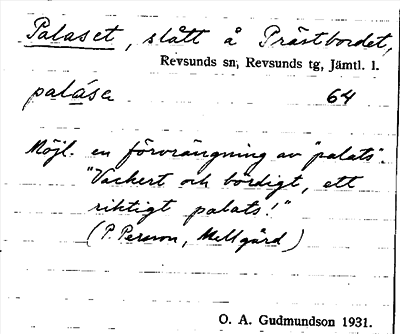 Palaset, slått å Prästbordet,
Revsunds sn, Revsunds tg, Jämtl. l.
palása 64
Möjl. en förvrängning av "palats".
"Vackert och bördigt, ett
riktigt palats!"
(P. Persson, Mellgård)
O. A. Gudmundson 1931.